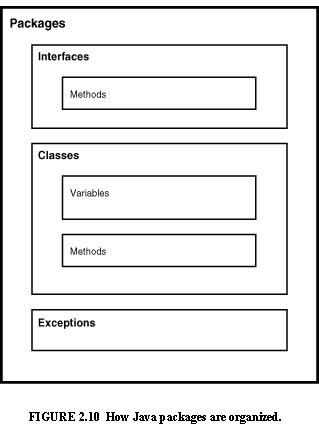 Packages
Interfaces
Methods
Classes
Variables
Methods
Exceptions
FIGURE 2.10 How Java packages are organized.